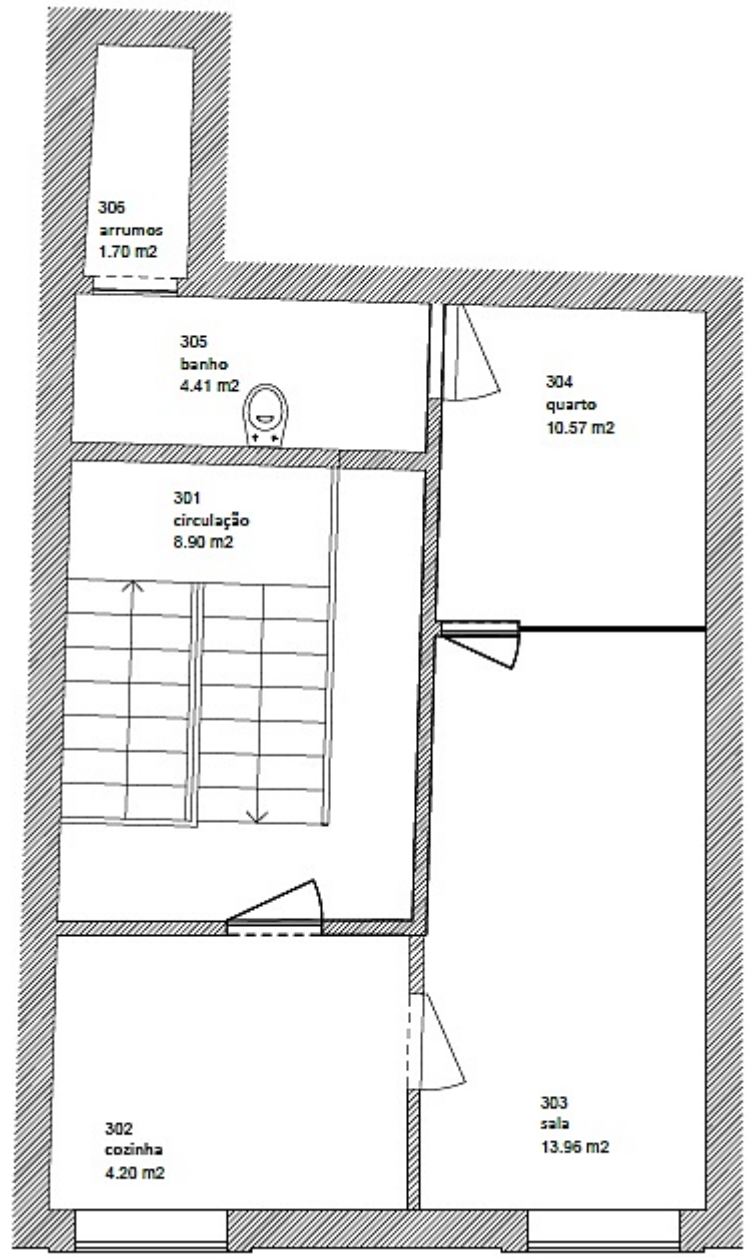 306
arrumos
1.70 m2
305
banho
4.41 m2
304
quarto
10.57 m2
301
circulação
8.90 m2
303
sala
13.96 m2
302
cozinha
4.20 m2